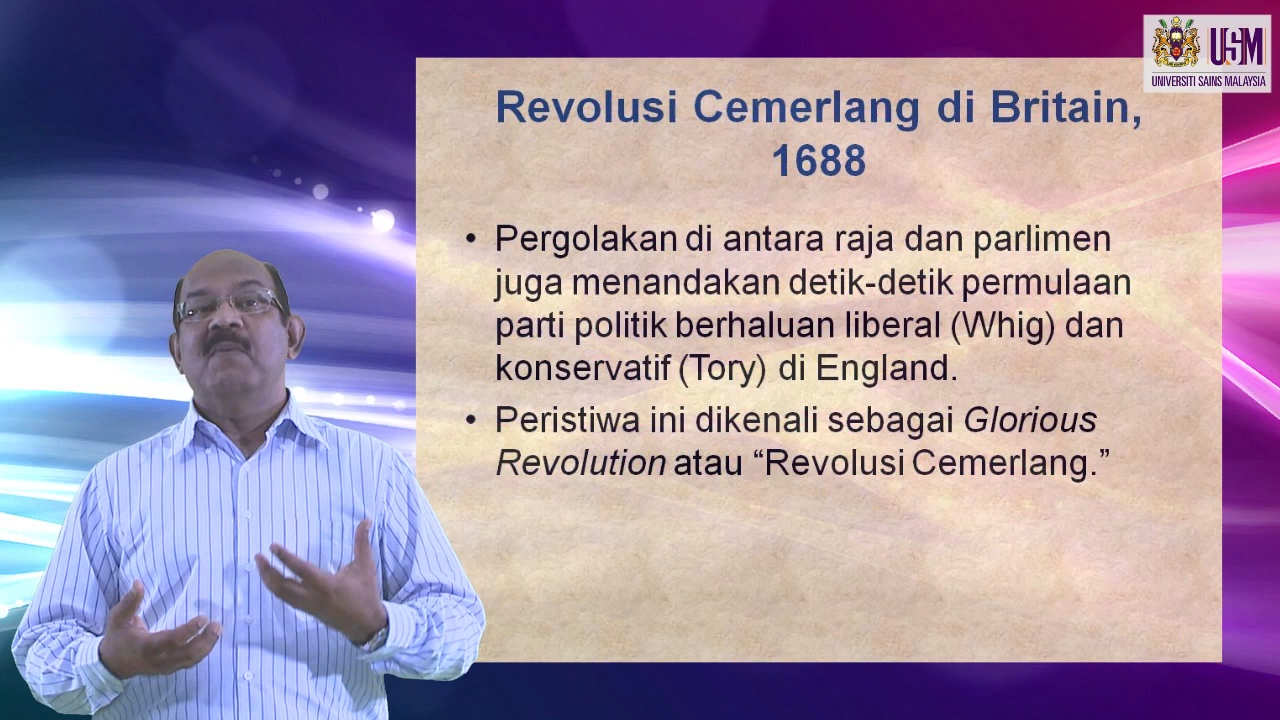 USM
UNIVERSITI SAINS MALAYSIA
Revolusi Cemerlang di Britain,
1688
• Pergolakan di antara raja dan parlimen
juga menandakan detik-detik permulaan
parti politik berhaluan liberal (Whig) dan
konservatif (Tory) di England.
• Peristiwa ini dikenali sebagai Glorious
Revolution atau “Revolusi Cemerlang.”